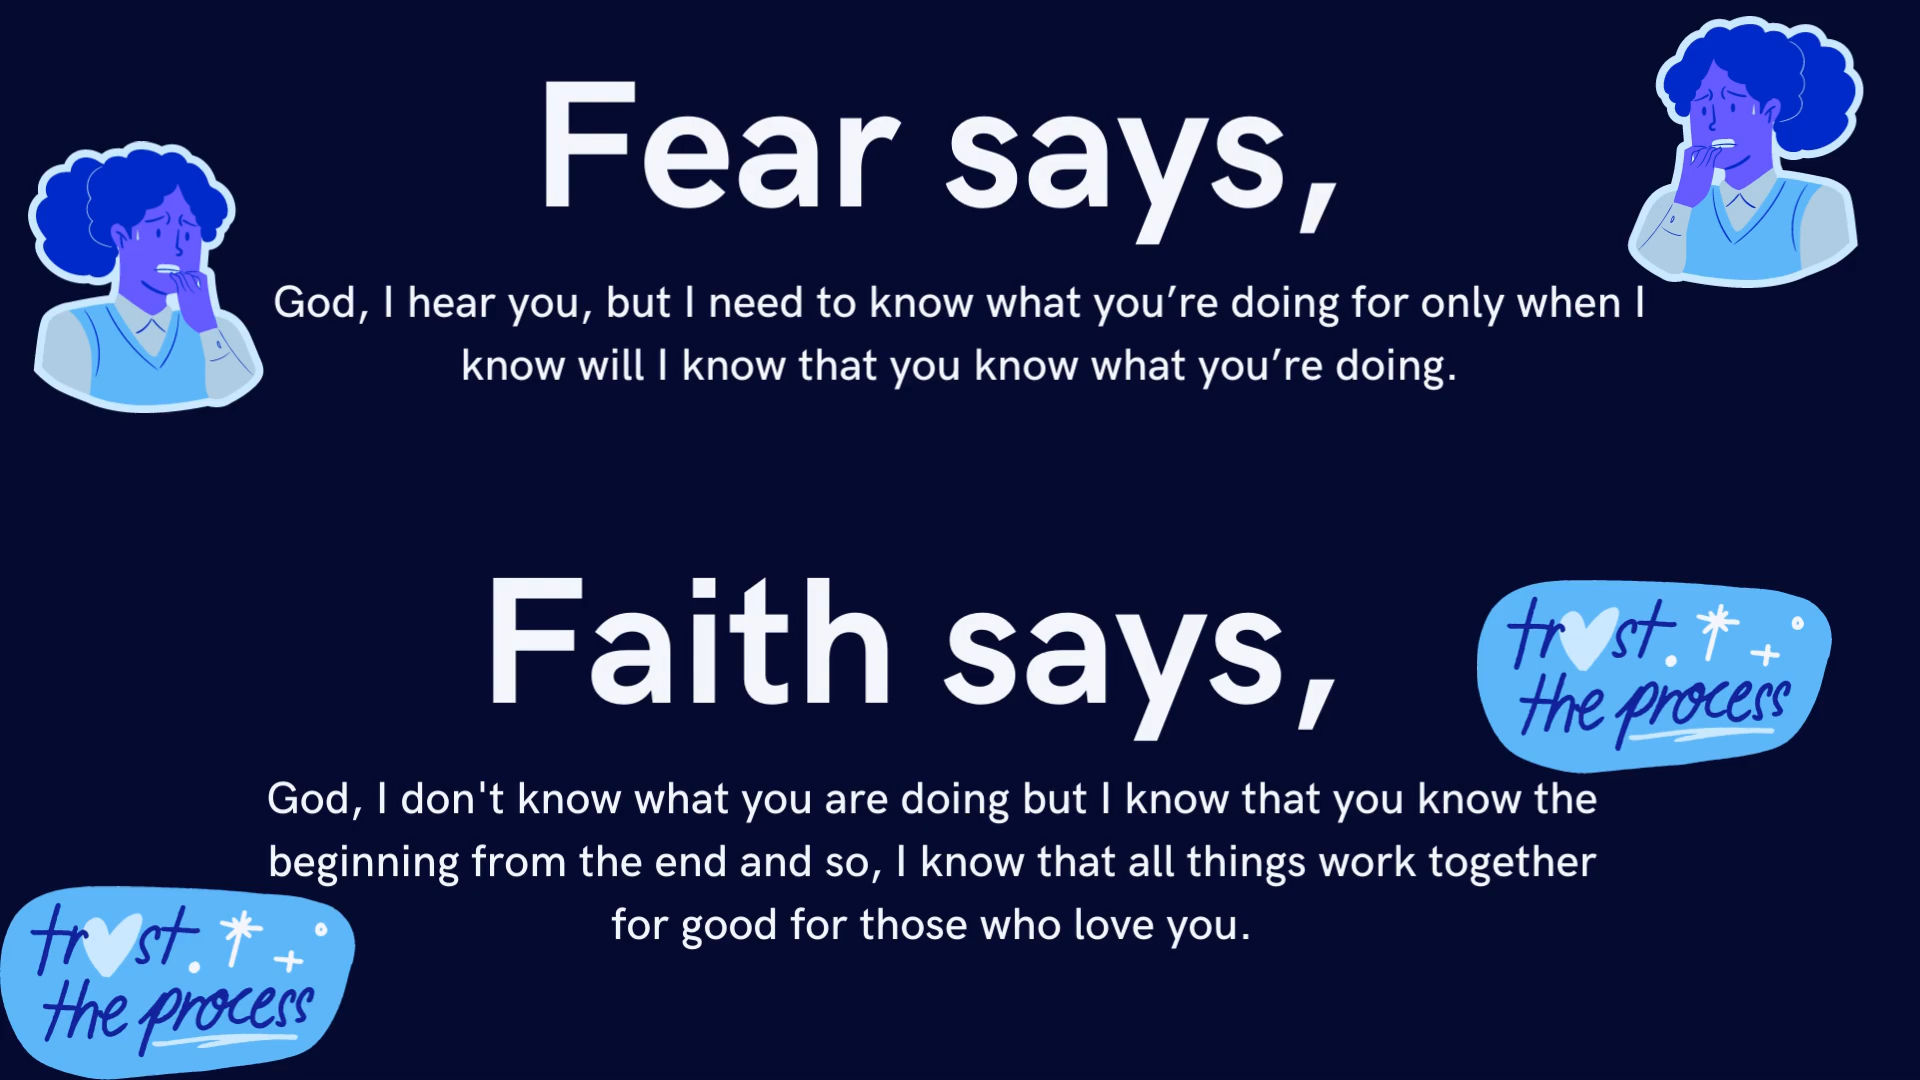 Fear says,
God, I hear you, but I need to know what you’re doing for only when I
know will I know that you know what you’re doing.
Faith says,
trust.
the process
God, I don't know what you are doing but I know that you know the
beginning from the end and so, I know that all things work together
for good for those who love you.
trust.
the process